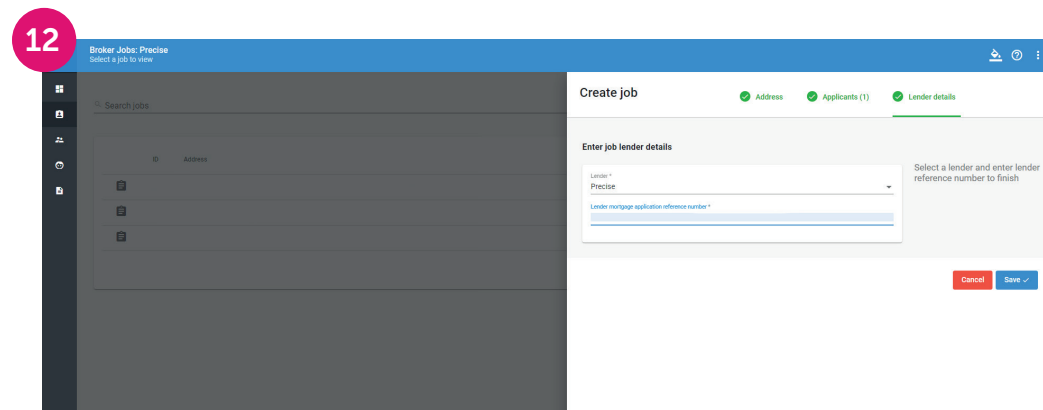 12
Broker Jobs: Precise
Select a job to view
Search jobs
ID Address
Create job
Address Applicants (1) Lender details
Enter job lender details
Lender *
Precise
Lender mortgage application reference number *
Select a lender and enter lender
reference number to finish
Cancel Save